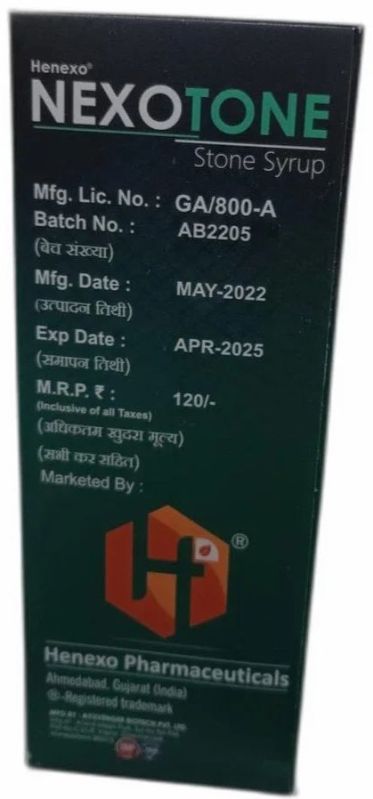 Henexo®
NEXOTONE
Stone Syrup
Mfg. Lic. No. : GA/800-A
Batch No. : AB2205
(बेच संख्या)
Mfg. Date : MAY-2022
(उत्पादन तिथी)
Exp Date : APR-2025
(समापन तिथी)
M.R.P. ₹ : 120/-
(Inclusive of all Taxes)
(अधिकतम खुदरा मूल्य)
(सभी कर सहित)
Marketed By :
Hf®
Henexo Pharmaceuticals
Ahmedabad, Gujarat (India)
®-Registered trademark